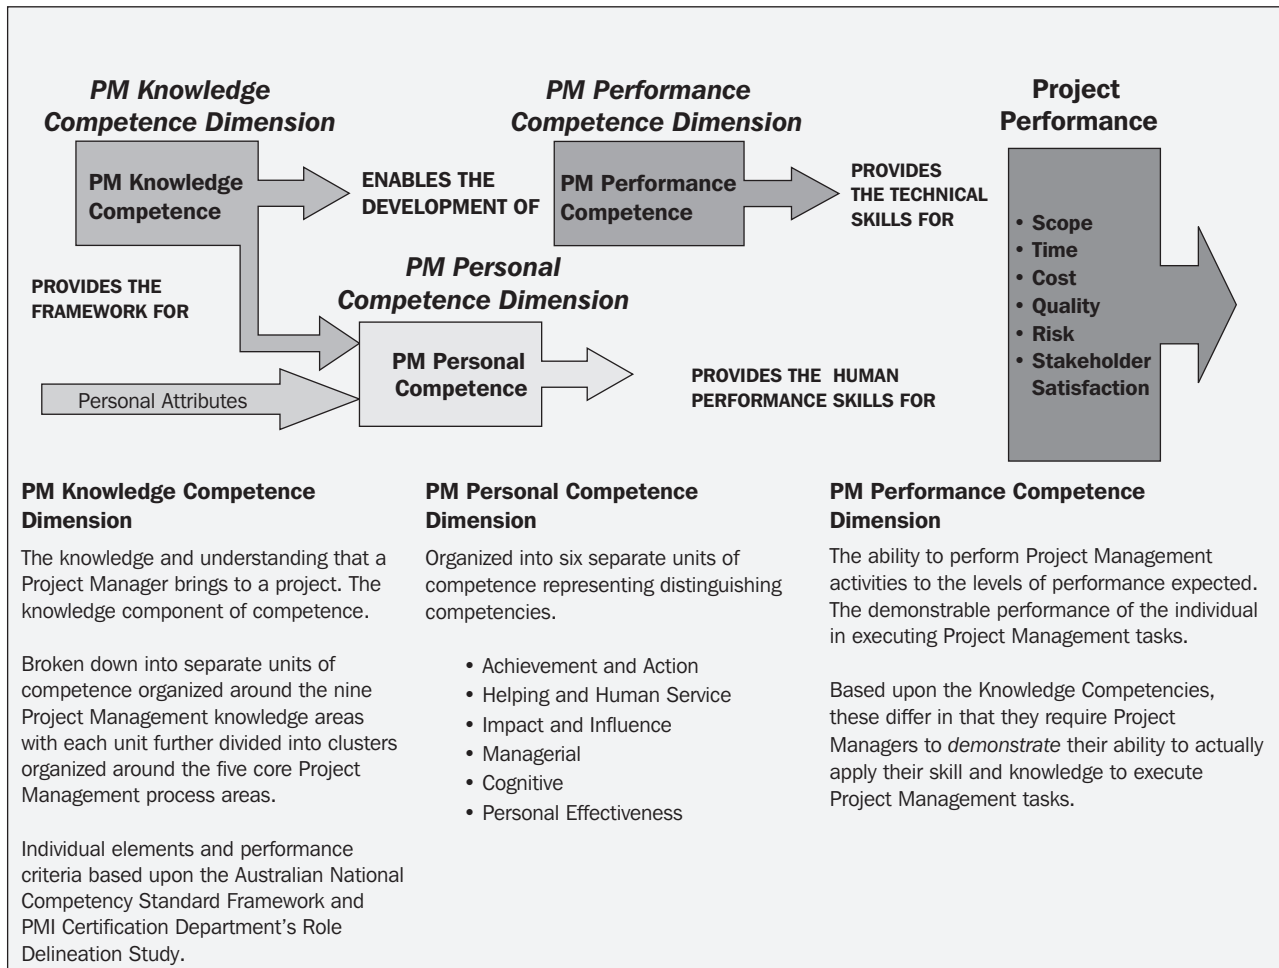 PM Knowledge
Competence Dimension
PM Performance
Competence Dimension
Project
Performance
PM Knowledge
Competence
ENABLES THE
DEVELOPMENT OF
PM Performance
Competence
PROVIDES
THE TECHNICAL
SKILLS FOR
• Scope
• Time
• Cost
• Quality
• Risk
• Stakeholder
Satisfaction
PROVIDES THE
FRAMEWORK FOR
PM Personal
Competence Dimension
PM Personal
Competence
Personal Attributes
PROVIDES THE HUMAN
PERFORMANCE SKILLS FOR
PM Knowledge Competence
Dimension
The knowledge and understanding that a
Project Manager brings to a project. The
knowledge component of competence.
Broken down into separate units of
competence organized around the nine
Project Management knowledge areas
with each unit further divided into clusters
organized around the five core Project
Management process areas.
Individual elements and performance
criteria based upon the Australian National
Competency Standard Framework and
PMI Certification Department’s Role
Delineation Study.
PM Personal Competence
Dimension
Organized into six separate units of
competence representing distinguishing
competencies.
• Achievement and Action
• Helping and Human Service
• Impact and Influence
• Managerial
• Cognitive
• Personal Effectiveness
PM Performance Competence
Dimension
The ability to perform Project Management
activities to the levels of performance expected.
The demonstrable performance of the individual
in executing Project Management tasks.
Based upon the Knowledge Competencies,
these differ in that they require Project
Managers to demonstrate their ability to actually
apply their skill and knowledge to execute
Project Management tasks.